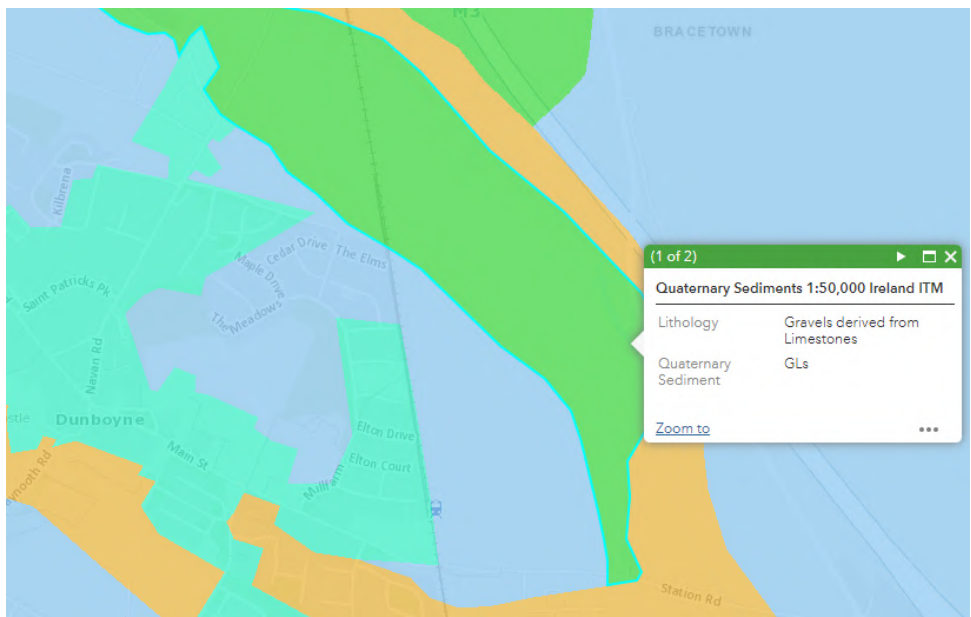 M3
BRACETOWN
Kilbrena
Cedar Drive
The Elms
Maple Drive
The Meadows
Saint Patricks Pk
Navan Rd
(1 of 2)
Quaternary Sediments 1:50,000 Ireland ITM
Lithology
Gravels derived from
Limestones
Quaternary
Sediment
GLs
Zoom to
•••
stle
Dunboyne
Main St
Elton Drive
Elton Court
Millfarm
aynooth Rd
Station Rd